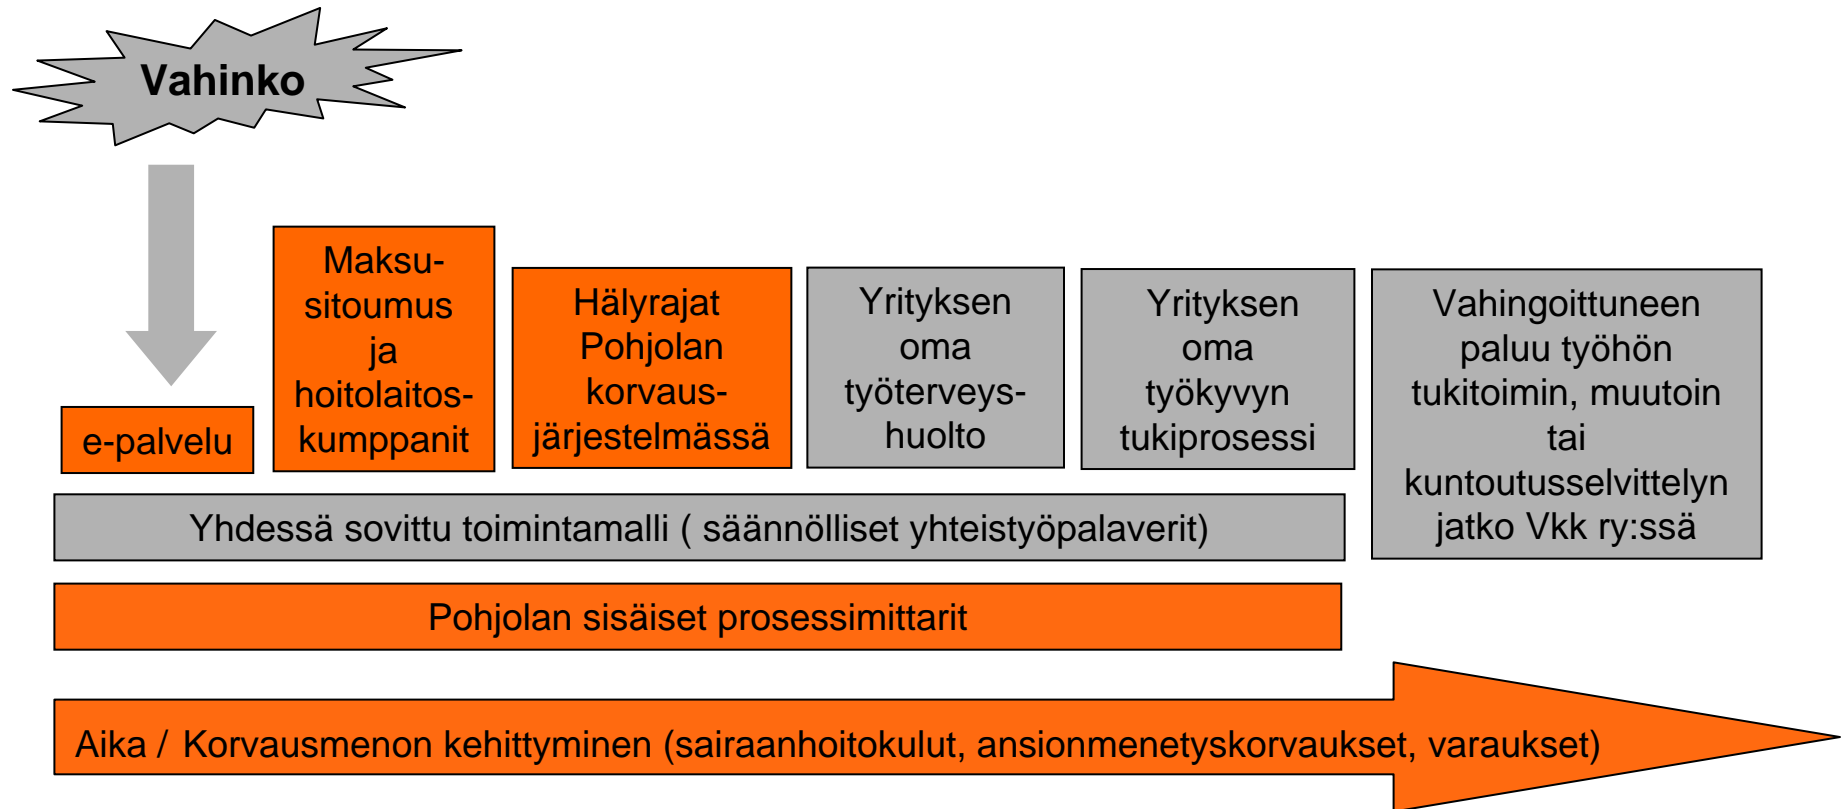 Vahinko
e-palvelu
Maksu-
sitoumus
ja
hoitolaitos-
kumppanit
Hälyrajat
Pohjolan
korvaus-
järjestelmässä
Yrityksen
oma
työterveys-
huolto
Yrityksen
oma
työkyvyn
tukiprosessi
Vahingoittuneen
paluu työhön
tukitoimin, muutoin
tai
kuntoutusselvittelyn
jatko Vkk ry:ssä
Yhdessä sovittu toimintamalli ( säännölliset yhteistyöpalaverit)
Pohjolan sisäiset prosessimittarit
Aika / Korvausmenon kehittyminen (sairaanhoitokulut, ansionmenetyskorvaukset, varaukset)